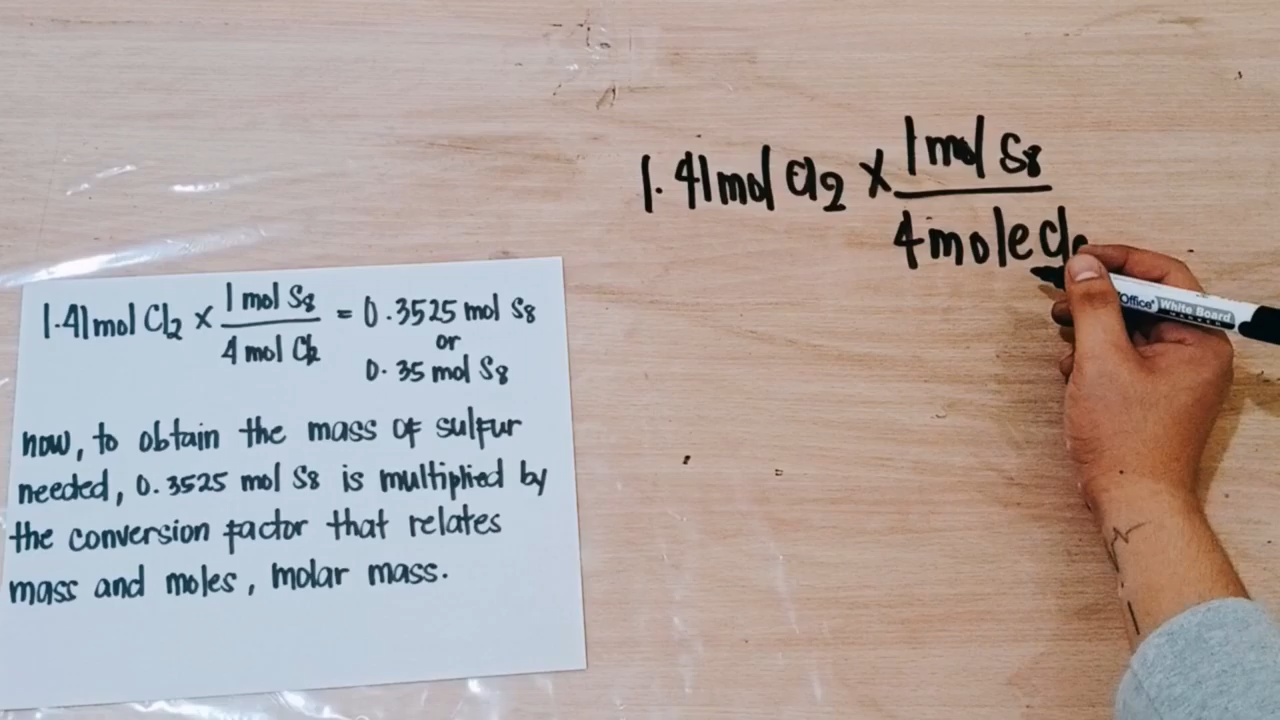 1.41 mol Cl2 × 1 mol S8
4 mole Cl
1.41 mol Cl2 × 1 mol S8 = 0.3525 mol S8
4 mol Cl2
or
0.35 mol S8
now, to obtain the mass of sulfur
needed, 0.3525 mol S8 is multiplied by
the conversion factor that relates
mass and moles, molar mass.
Office White Board
MARKER